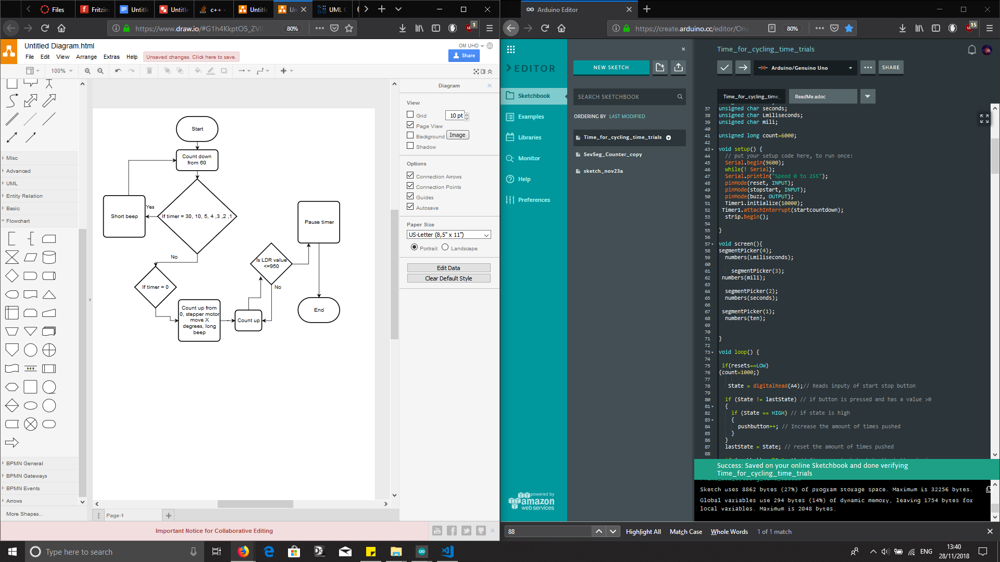 Files
Fritzin
Untitle
Untitle
c++ -
Untitle
Un
UML C
https://www.draw.io/#G1h4KkptO5_ZVl
80%
1
Untitled Diagram.html
OM UHD
File Edit View Arrange Extras Help
Unsaved changes. Click here to save.
Share
100%
Misc
Advanced
UML
Entity Relation
Basic
Flowchart
BPMN General
BPMN Gateways
BPMN Events
Arrows
More Shapes...
Start
Count down
from 60
Short beep
Yes
If timer = 30, 10, 5, 4 ,3 ,2 ,1
No
If timer = 0
Count up from
0, stepper motor
move X
degrees, long
beep
Count up
Is LDR value
<=950
No
Pause timer
End
Page-1
Important Notice for Collaborative Editing
Diagram
View
Grid
10 pt
Page View
Background
Image
Shadow
Options
Connection Arrows
Connection Points
Guides
Autosave
Paper Size
US-Letter (8,5" x 11")
Portrait Landscape
Edit Data
Clear Default Style
Arduino Editor
https://create.arduino.cc/editor/Ona
80%
15
EDITOR
Sketchbook
Examples
Libraries
Monitor
Help
Preferences
powered by
amazon
web services
NEW SKETCH
SEARCH SKETCHBOOK
ORDERING BY LAST MODIFIED
Time_for_cycling_time_trials
SevSeg_Counter_copy
sketch_nov23a
Time_for_cycling_time_trials
Arduino/Genuino Uno
SHARE
Time_for_cycling_time_
ReadMe.adoc
37 unsigned char seconds;
38 unsigned char Lmiliseconds;
39 unsigned char mili;
40
41 unsigned long count=6000;
42
43 void setup() {
44 // put your setup code here, to run once:
45 Serial.begin(9600);
46 while(! Serial);
47 Serial.println("Speed 0 to 255");
48 pinMode(reset, INPUT);
49 pinMode(stopstart, INPUT);
50 pinMode(buzz, OUTPUT);
51 Timer1.initialize(10000);
52 Timer1.attachInterrupt(startcountdown);
53 strip.begin();
54
55 }
56
57 void screen(){
58 segmentPicker(4);
59 numbers(Lmiliseconds);
60
61 segmentPicker(3);
62 numbers(mili);
63
64 segmentPicker(2);
65 numbers(seconds);
66
67 segmentPicker(1);
68 numbers(ten);
69
70
71 }
72
73 void loop() {
74
75 if(resets==LOW)
76 {count=1000;}
77
78 State = digitalRead(A4);// Reads inputy of start stop button
79
80 if (State != lastState) // if button is pressed and has a value >0
81 {
82 if (State == HIGH) // if state is high
83 {
84 pushbutton++; // Increase the amount of times pushed
85 }
86 }
87 lastState = State; // reset the amount of times pushed
88
Success: Saved on your online Sketchbook and done verifying
Time_for_cycling_time_trials
Sketch uses 8862 bytes (27%) of program storage space. Maximum is 32256 bytes.
Global variables use 294 bytes (14%) of dynamic memory, leaving 1754 bytes for
local variables. Maximum is 2048 bytes.
88
Highlight All Match Case Whole Words 1 of 1 match
Type here to search
ENG
13:40
28/11/2018